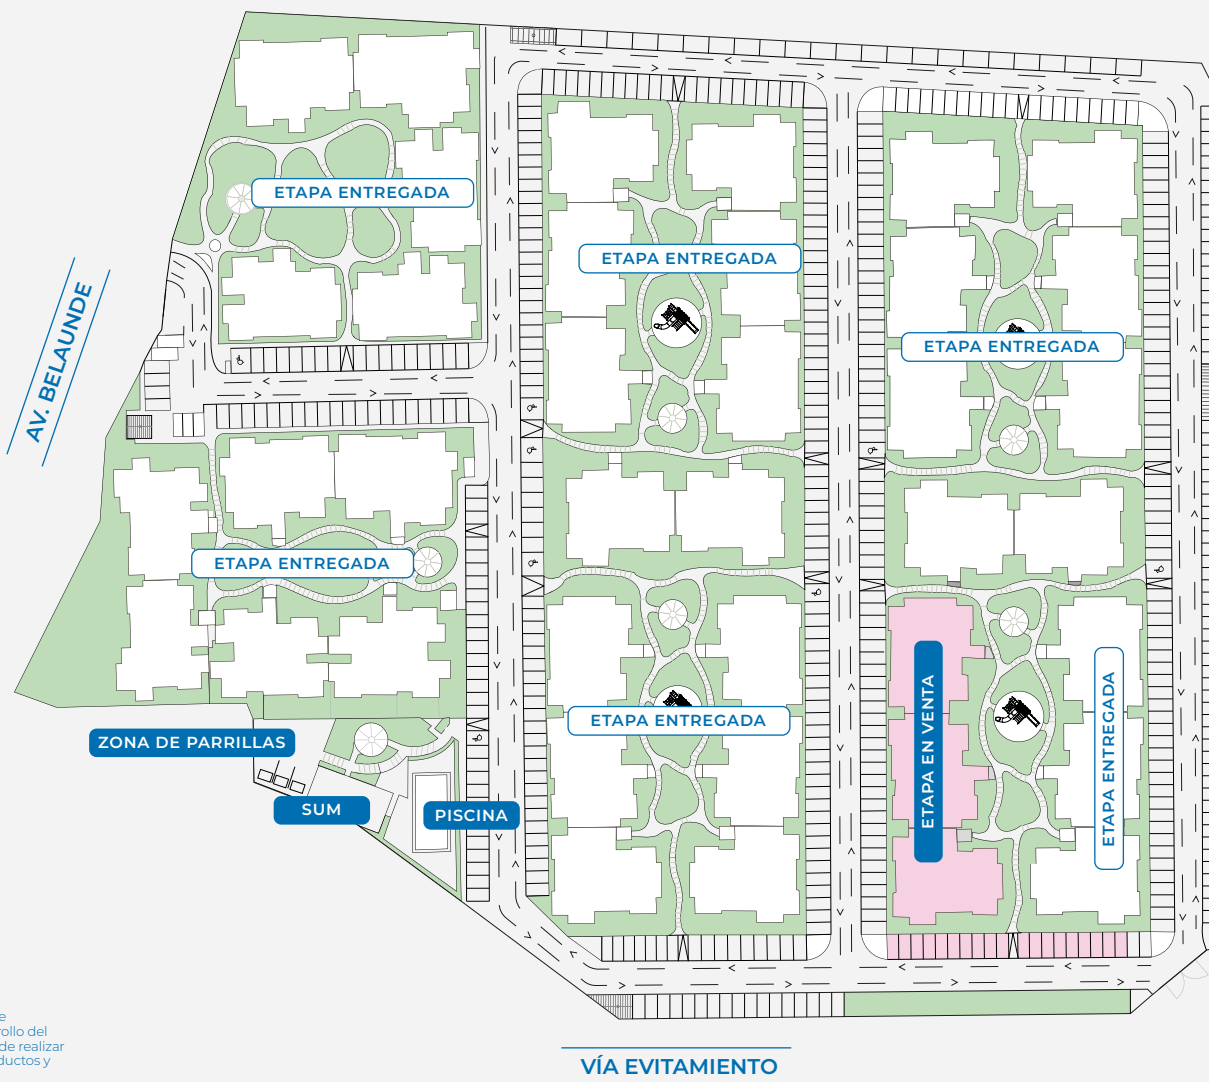 ETAPA ENTREGADA
ETAPA ENTREGADA
ETAPA ENTREGADA
AV. BELAUNDE
ETAPA ENTREGADA
ETAPA ENTREGADA
ETAPA EN VENTA
ETAPA ENTREGADA
ZONA DE PARRILLAS
SUM
PISCINA
e
rollo del
de realizar
ductos y
VÍA EVITAMIENTO